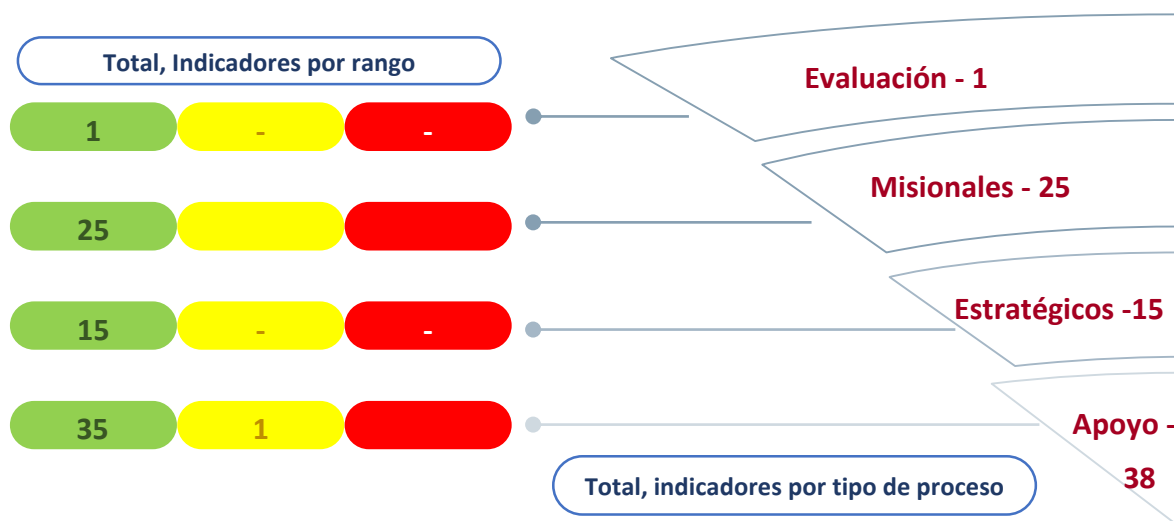 Total, Indicadores por rango
Evaluación - 1
1 - -
Misionales - 25
25
Estratégicos -15
15 - -
Apoyo -
38
35 1
Total, indicadores por tipo de proceso